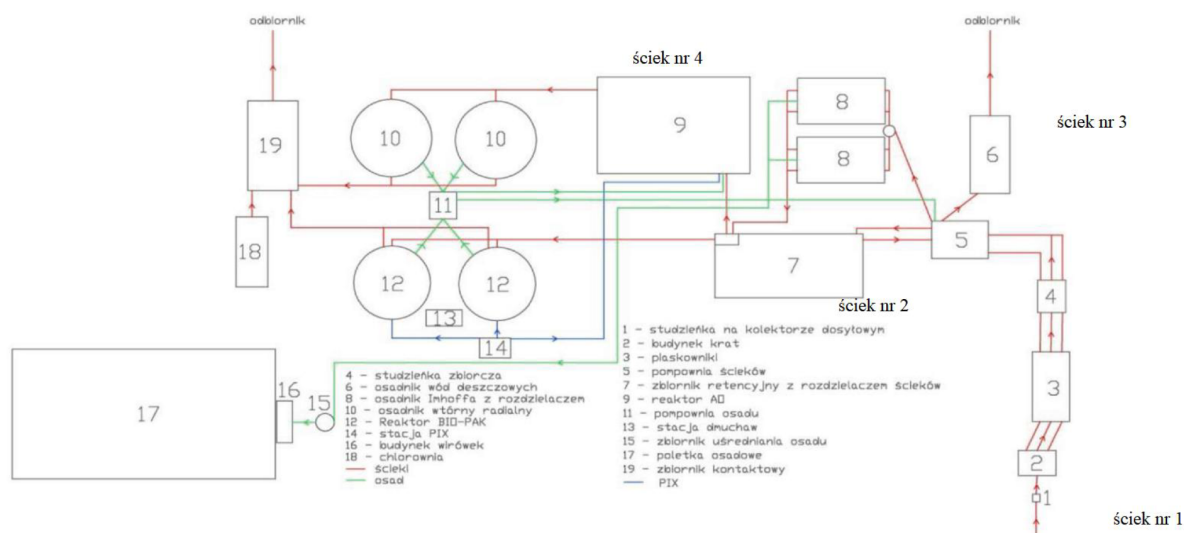 odbiornik
odbiornik
ściek nr 4
8
9
10
10
19
6
ściek nr 3
8
11
18
5
7
12
12
4
13
ściek nr 2
14
1 - studzienka na kolektorze dosyłowym
2 - budynek krat
3 - piaskowniki
5 - pompownia ścieków
7 - zbiornik retencyjny z rozdzielaczem ścieków
9 - reaktor AO
11 - pompownia osadu
13 - stacja dmuchaw
15 - zbiornik uśredniania osadu
17 - poletka osadowe
19 - zbiornik kontaktowy
PIX
4 - studzienka zbiorcza
6 - osadnik wód deszczowych
8 - osadnik Imhoffa z rozdzielaczem
10 - osadnik wtórny radialny
12 - Reaktor BIO-PAK
14 - stacja PIX
16 - budynek wirówek
18 - chlorownia
ścieki
osad
16
15
17
3
2
1
ściek nr 1